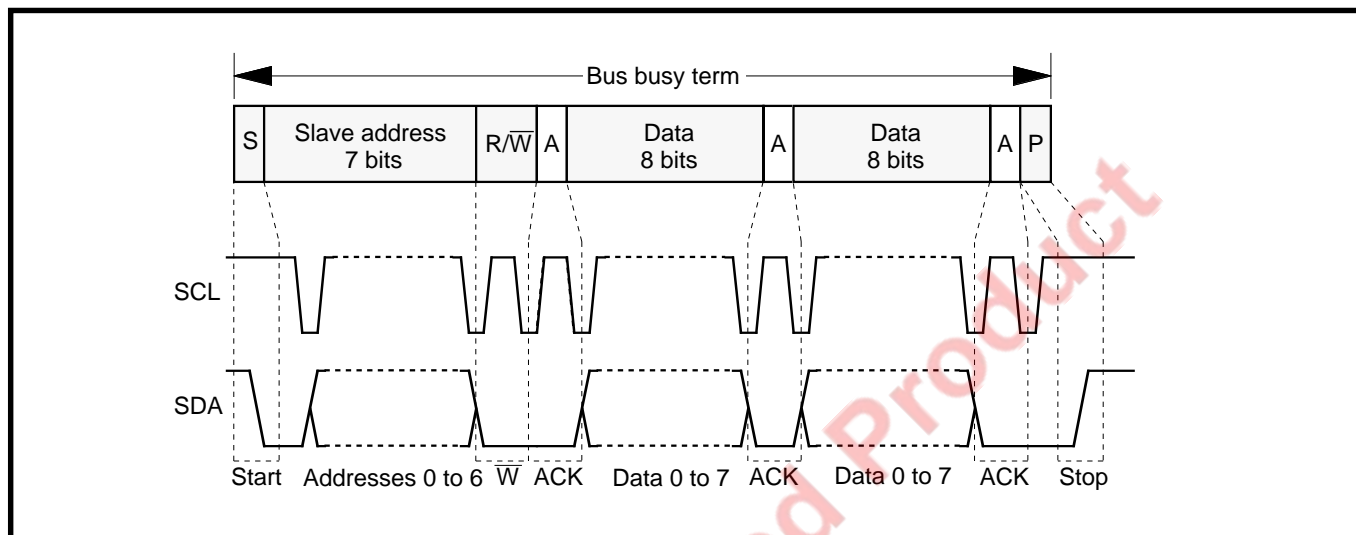 Bus busy term
S Slave address 7 bits R/W̅ A Data 8 bits A Data 8 bits A P
SCL
SDA
Start Addresses 0 to 6 W̅ ACK Data 0 to 7 ACK Data 0 to 7 ACK Stop
d Product